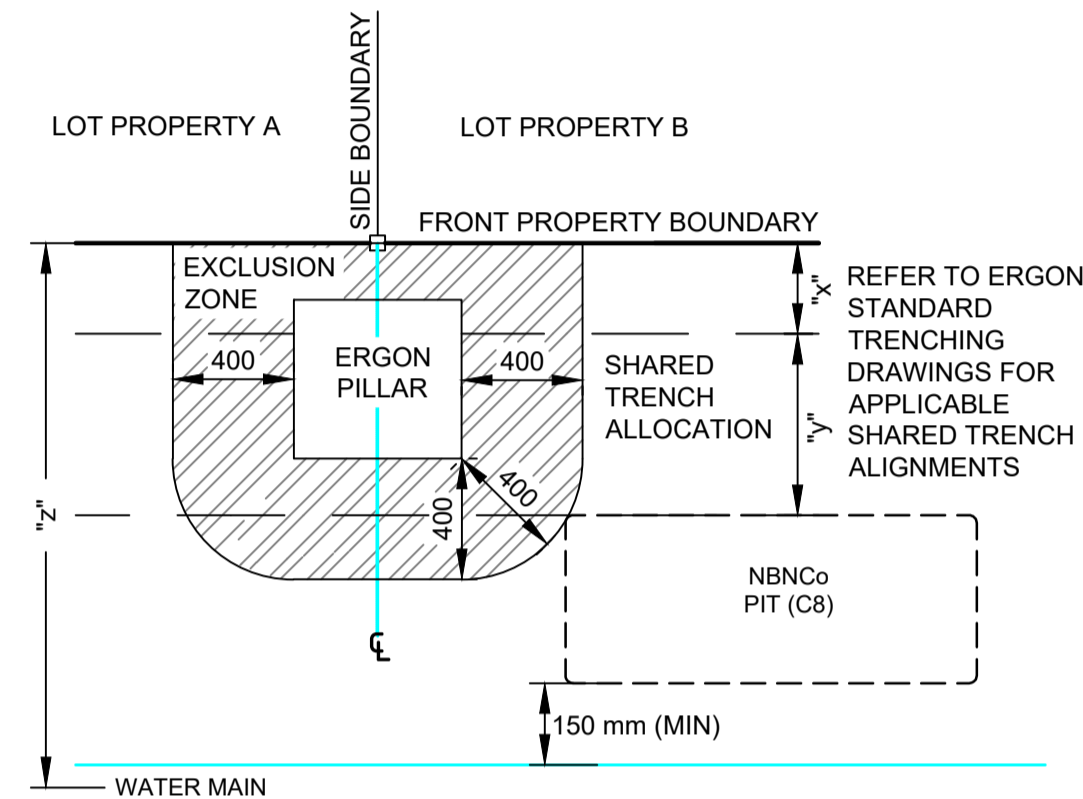 SIDE BOUNDARY
LOT PROPERTY A
LOT PROPERTY B
FRONT PROPERTY BOUNDARY
EXCLUSION
ZONE
"x"
REFER TO ERGON
STANDARD
TRENCHING
DRAWINGS FOR
APPLICABLE
SHARED TRENCH
ALIGNMENTS
400
ERGON
PILLAR
400
SHARED
TRENCH
ALLOCATION
"y"
"z"
400
400
NBNCo
PIT (C8)
℄
150 mm (MIN)
WATER MAIN